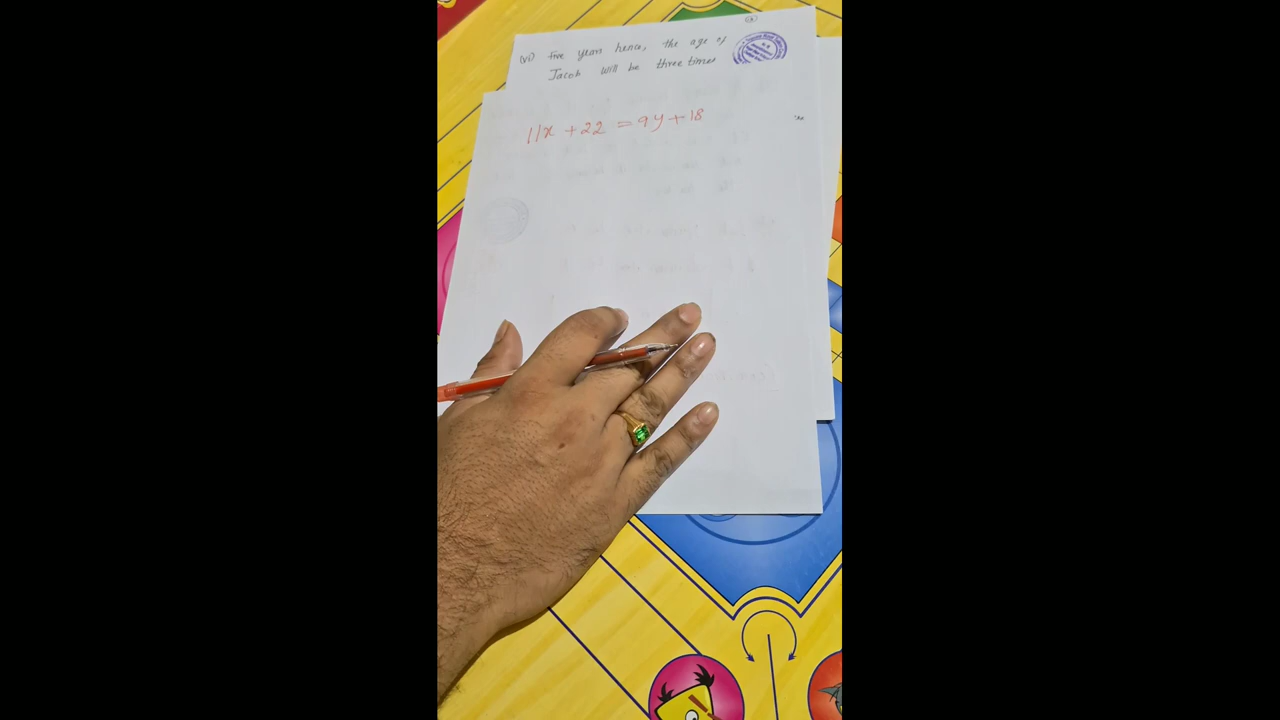 (vi) Five years hence, the age of
Jacob will be three times
11x + 22 = 9y + 18